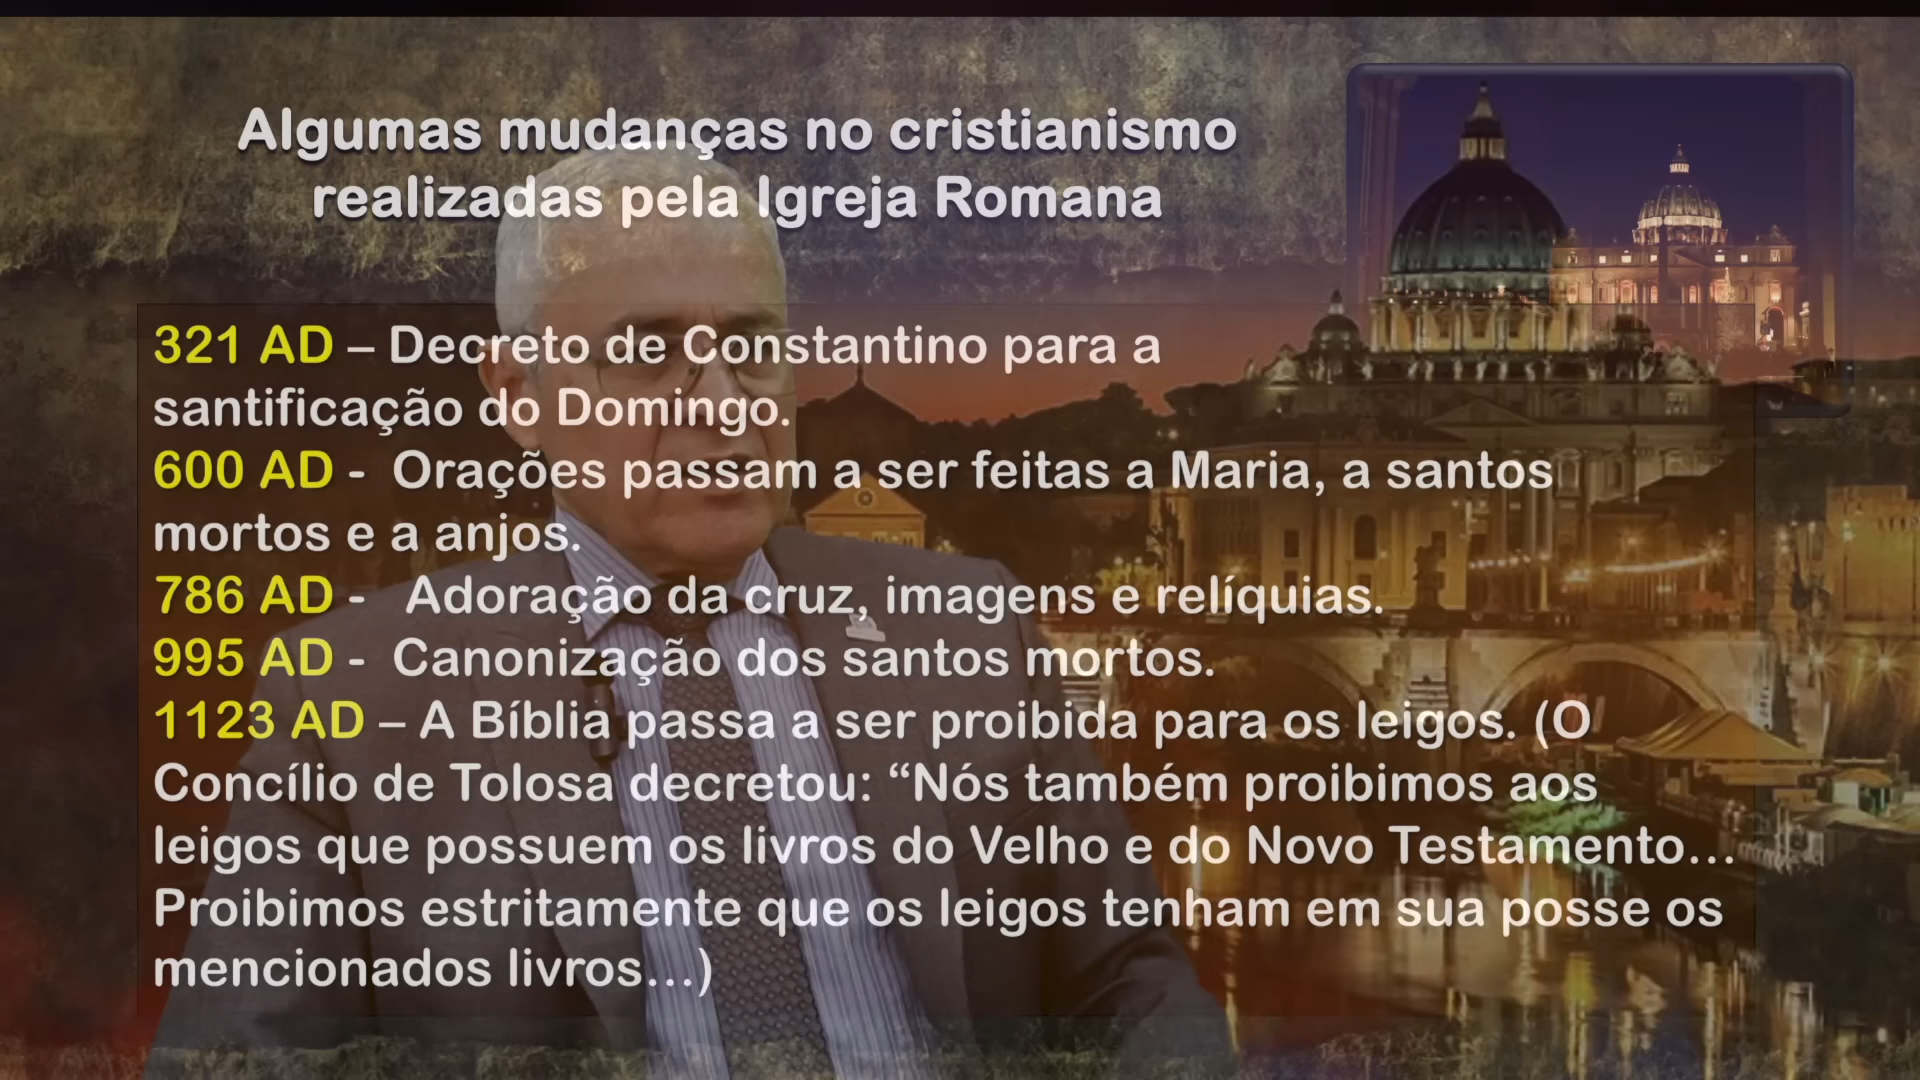 Algumas mudanças no cristianismo
realizadas pela Igreja Romana
321 AD – Decreto de Constantino para a
santificação do Domingo.
600 AD - Orações passam a ser feitas a Maria, a santos
mortos e a anjos.
786 AD - Adoração da cruz, imagens e relíquias.
995 AD - Canonização dos santos mortos.
1123 AD – A Bíblia passa a ser proibida para os leigos. (O
Concílio de Tolosa decretou: “Nós também proibimos aos
leigos que possuem os livros do Velho e do Novo Testamento...
Proibimos estritamente que os leigos tenham em sua posse os
mencionados livros...)